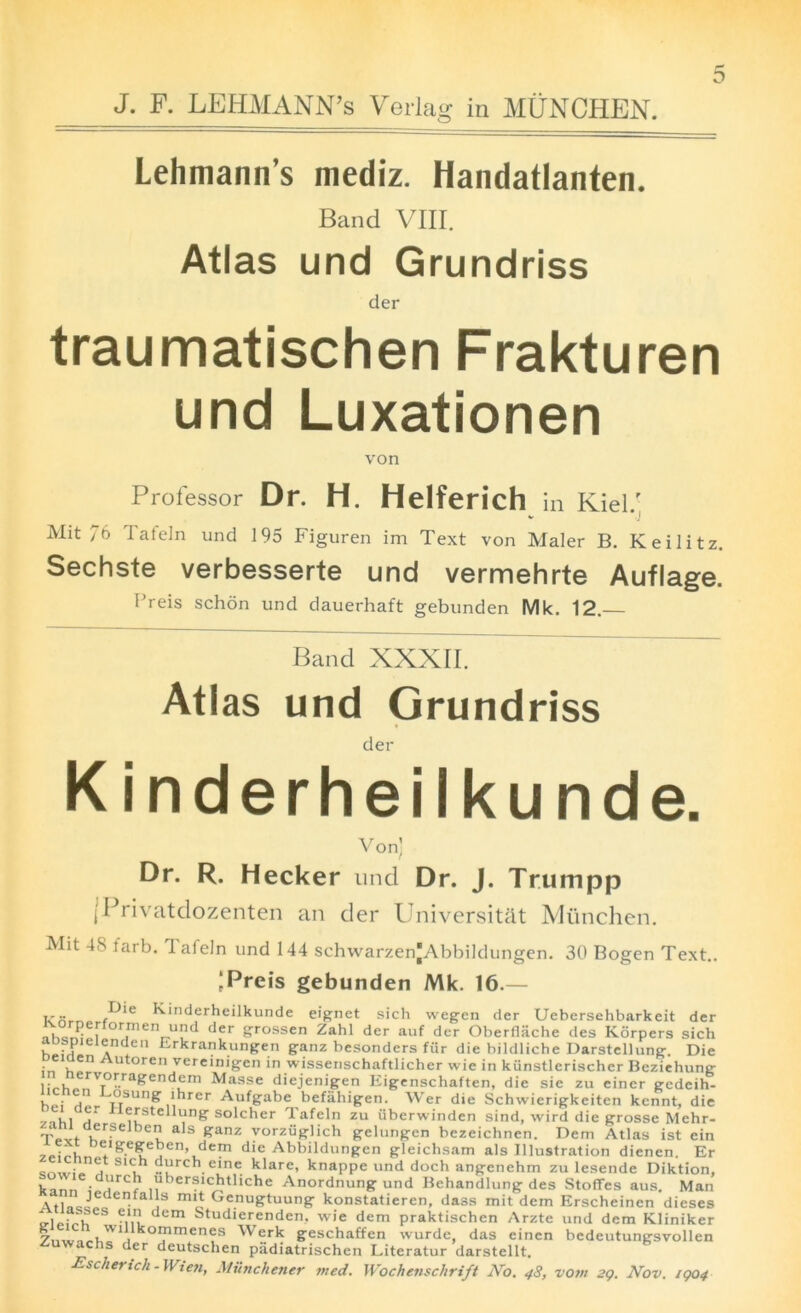 5
J. F. LEHMANN's Verlag in MÜNCHEN.
Lehmann's mediz. Handatlanten.
Band VIII.
Atlas und Grundriss
der
traumatischen Frakturen
und Luxationen
von
Professor Dr. H. Helferich in Kiel.
Mit 76 Tafeln und 195 Figuren im Text von Maler B. Keilitz.
Sechste verbesserte und vermehrte Auflage.
Preis schön und dauerhaft gebunden Mk. 12.—
Band XXXII.
Atlas und Grundriss
der
Kinderheilkunde.
Von
Dr. R. Hecker und Dr. J. Trumpp
Privatdozenten an der Universität München.
Mit 48 farb. Tafeln und 144 schwarzen Abbildungen. 30 Bogen Text..
Preis gebunden Mk. 16.—
Die Kinderheilkunde eignet sich wegen der Uebersehbarkeit der
Körperformen und der grossen Zahl der auf der Oberfläche des Körpers sich
abspielenden Erkrankungen ganz besonders für die bildliche Darstellung. Die
beiden Autoren vereinigen in wissenschaftlicher wie in künstlerischer Beziehung
in hervorragendem Masse diejenigen Eigenschaften, die sie zu einer gedeih-
lichen Lösung ihrer Aufgabe befähigen. Wer die Schwierigkeiten kennt, die
bei der Herstellung solcher Tafeln zu überwinden sind, wird die grosse Mehr-
zahl derselben als ganz vorzüglich gelungen bezeichnen. Dem Atlas ist ein
Text beigegeben, dem die Abbildungen gleichsam als Illustration dienen. Er
zeichnet sich durch eine klare, knappe und doch angenehm zu lesende Diktion,
sowie durch übersichtliche Anordnung und Behandlung des Stoffes aus. Man
kann jedenfalls mit Genugtuung konstatieren, dass mit dem Erscheinen dieses
Atlasses ein dem Studierenden, wie dem praktischen Arzte und dem Kliniker
gleich willkommenes Werk geschaffen wurde, das einen bedeutungsvollen
Zuwachs der deutschen pädiatrischen Literatur darstellt.
Escherich-Wien, Münchener med. Wochenschrift No. 48, vom 29. Nov. 1904